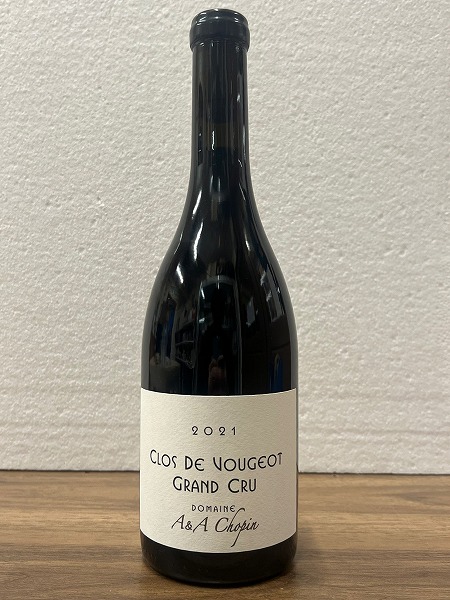 2021
CLOS DE VOUGEOT
GRAND CRU
DOMAINE
A&A Chopin